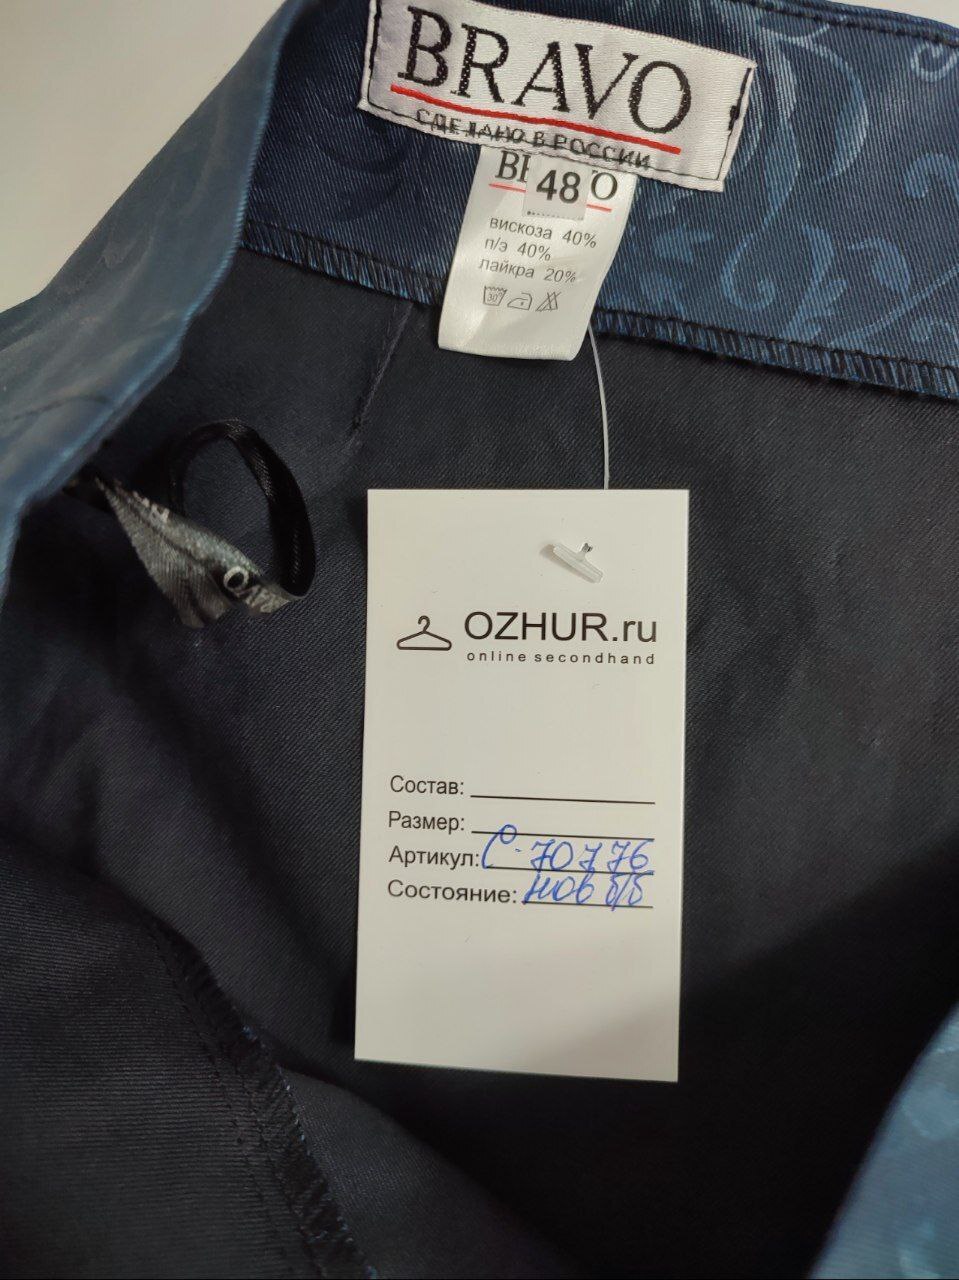 BRAVO
СДЕЛАНО В РОССИИ
48
вискоза 40%
п/э 40%
лайкра 20%
30°
OZHUR.ru
online secondhand
Состав:
Размер:
Артикул: С-70776
Состояние: нов б/б